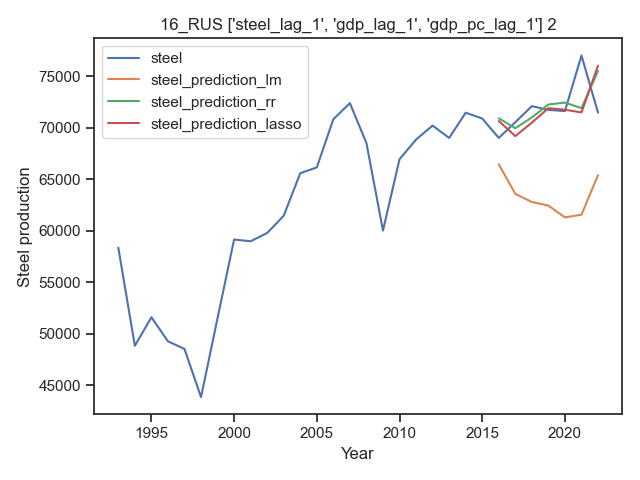 16_RUS ['steel_lag_1', 'gdp_lag_1', 'gdp_pc_lag_1'] 2
steel
steel_prediction_lm
steel_prediction_rr
steel_prediction_lasso
Steel production
75000
70000
65000
60000
55000
50000
45000
1995
2000
2005
2010
2015
2020
Year